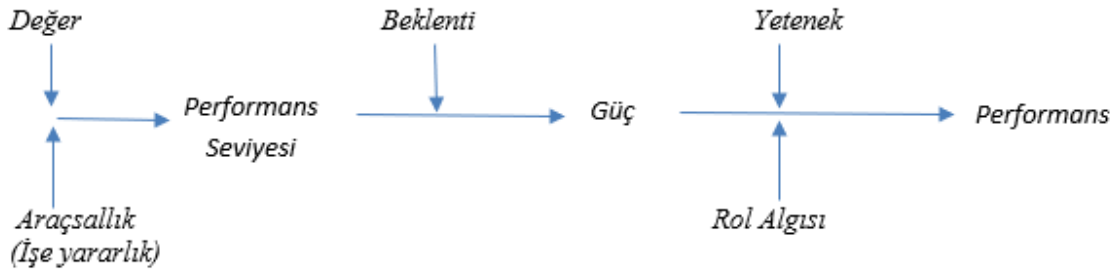 Değer
Beklenti
Yetenek
Performans
Seviyesi
Güç
Performans
Araçsallık
(İşe yararlık)
Rol Algısı